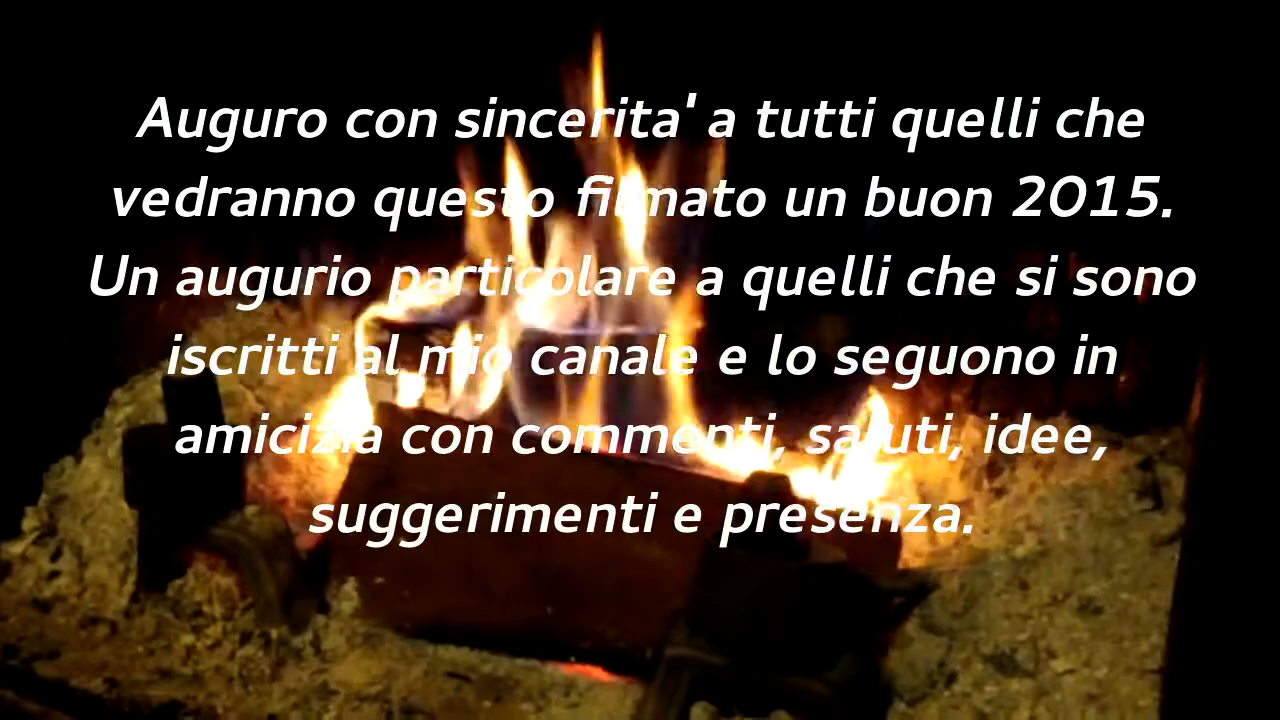 Auguro con sincerita' a tutti quelli che
vedranno questo filmato un buon 2015.
Un augurio particolare a quelli che si sono
iscritti al mio canale e lo seguono in
amicizia con commenti, saluti, idee,
suggerimenti e presenza.